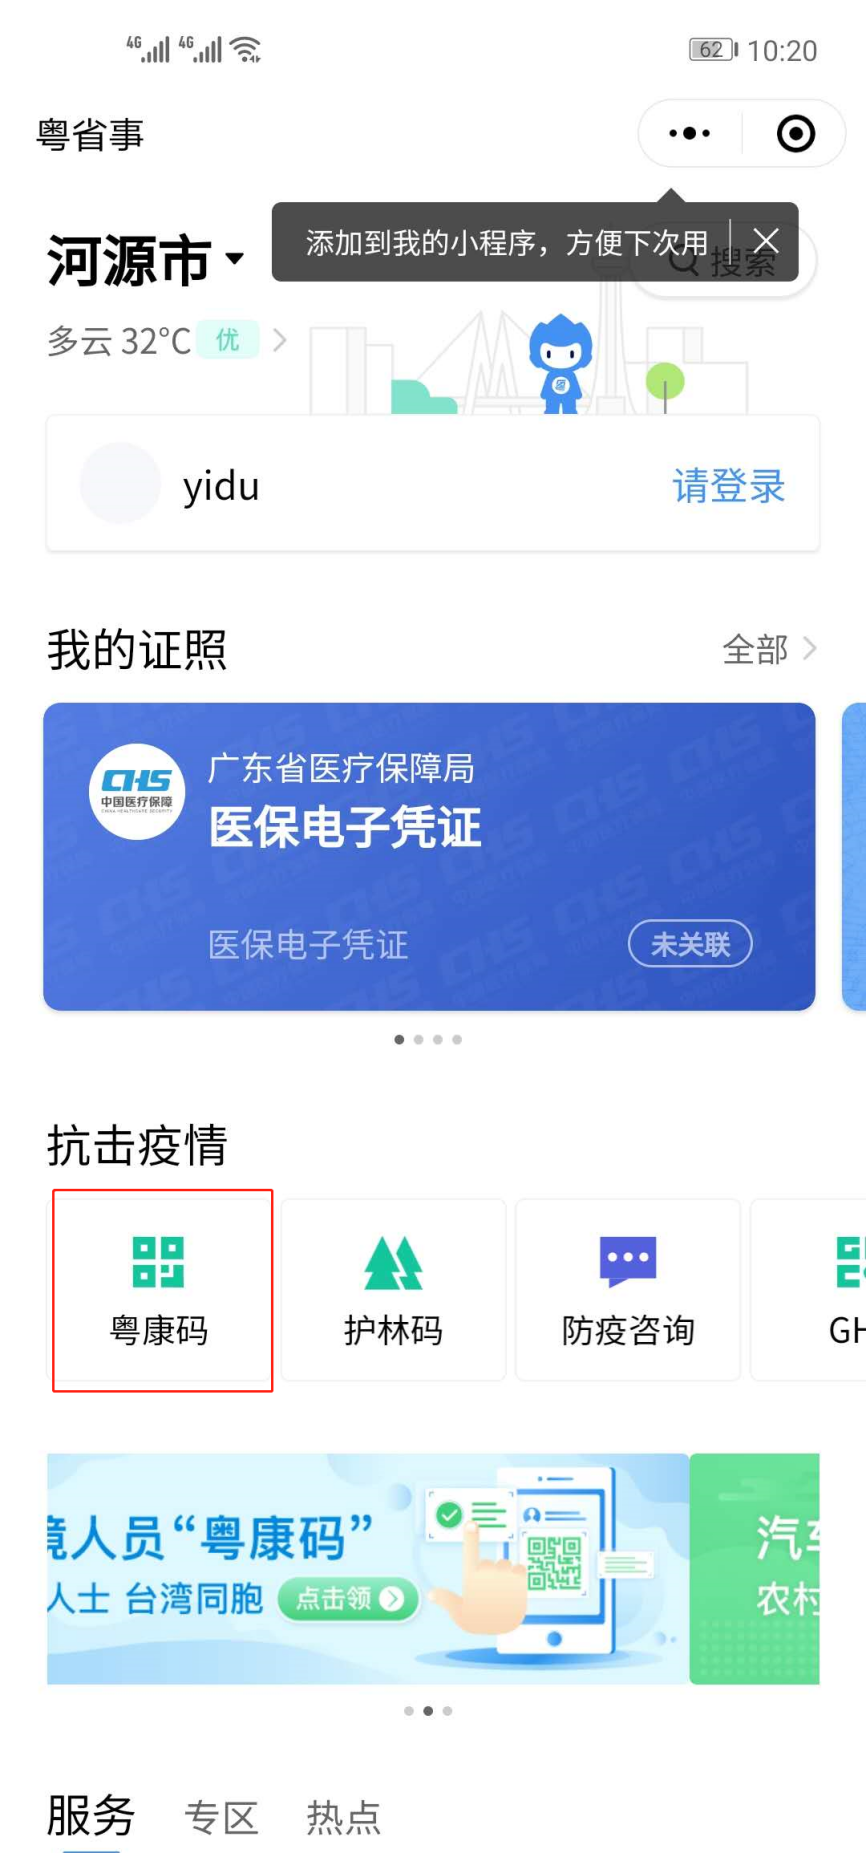 4G 4G 62 10:20
粤省事
添加到我的小程序，方便下次用
河源市
搜索
多云 32°C 优
yidu
请登录
我的证照
全部
CHS
中国医疗保障
广东省医疗保障局
医保电子凭证
医保电子凭证
未关联
抗击疫情
粤康码
护林码
防疫咨询
GH
人员“粤康码”
人士 台湾同胞 点击领
汽
农村
服务 专区 热点